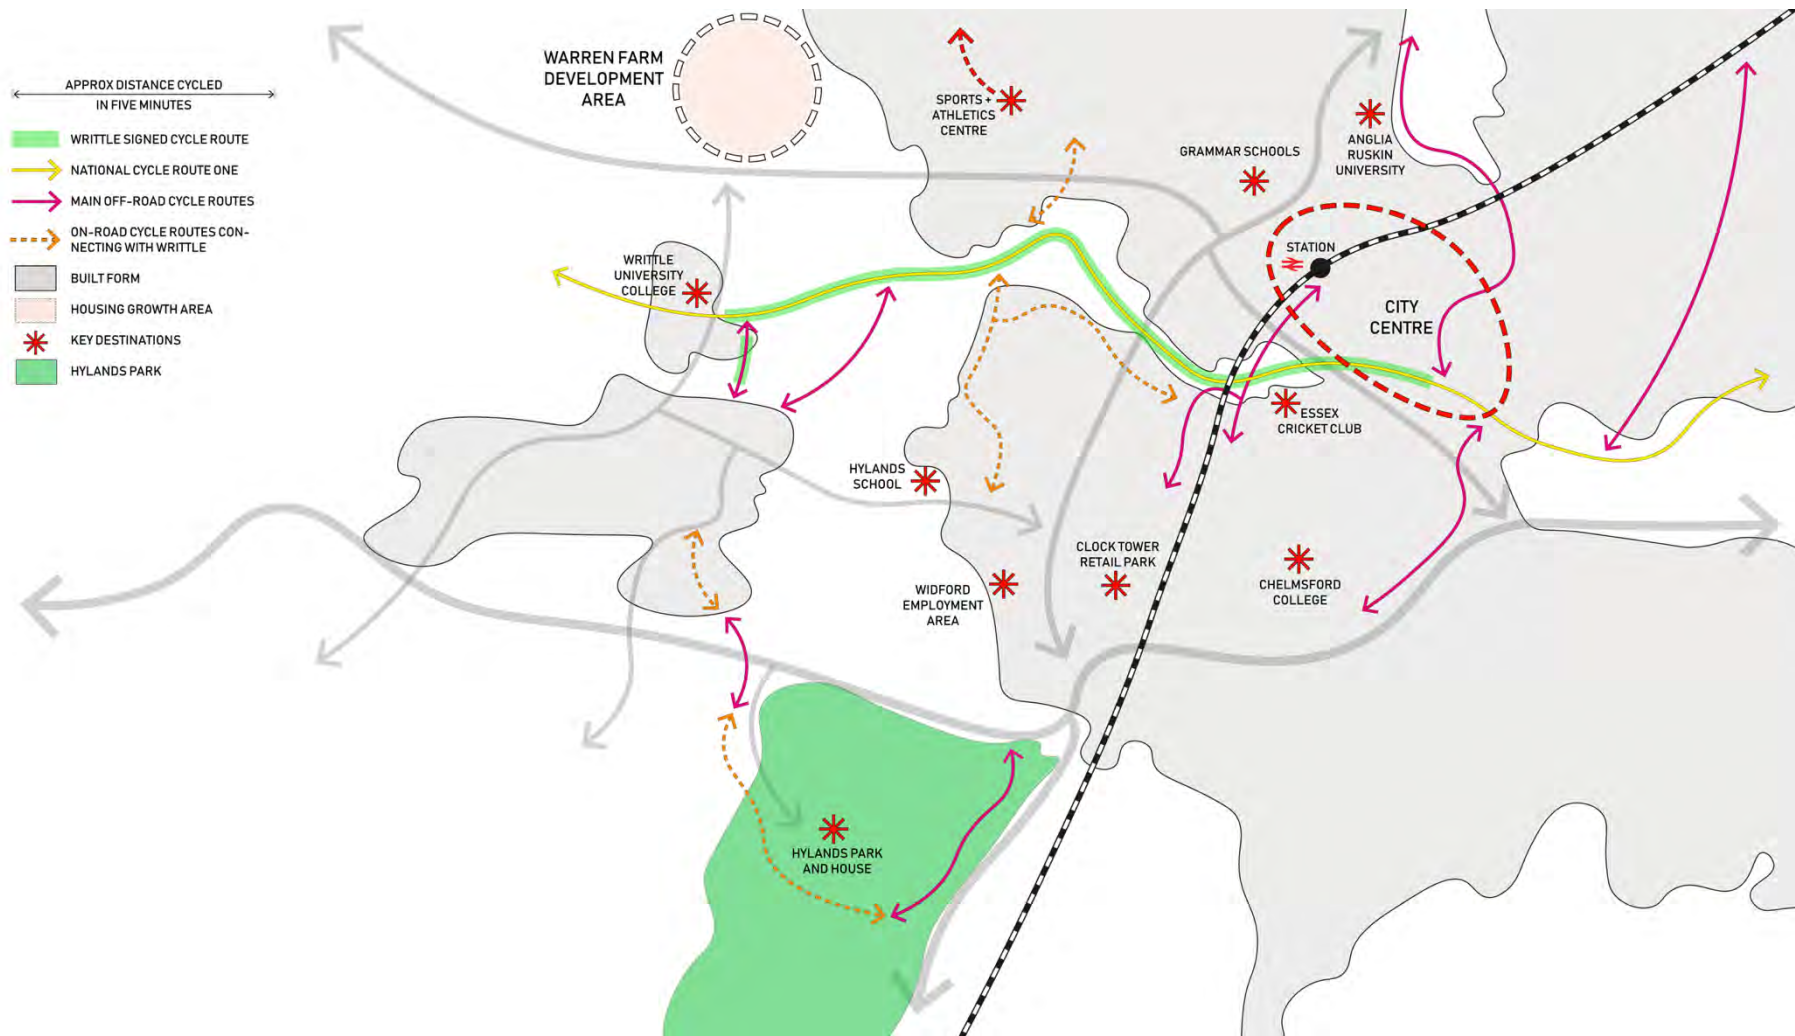 APPROX DISTANCE CYCLED
IN FIVE MINUTES
WRITTLE SIGNED CYCLE ROUTE
NATIONAL CYCLE ROUTE ONE
MAIN OFF-ROAD CYCLE ROUTES
ON-ROAD CYCLE ROUTES CON-
NECTING WITH WRITTLE
BUILT FORM
HOUSING GROWTH AREA
KEY DESTINATIONS
HYLANDS PARK
WARREN FARM
DEVELOPMENT
AREA
SPORTS +
ATHLETICS
CENTRE
GRAMMAR SCHOOLS
ANGLIA
RUSKIN
UNIVERSITY
WRITTLE
UNIVERSITY
COLLEGE
STATION
CITY
CENTRE
ESSEX
CRICKET CLUB
HYLANDS
SCHOOL
CLOCK TOWER
RETAIL PARK
WIDFORD
EMPLOYMENT
AREA
CHELMSFORD
COLLEGE
HYLANDS PARK
AND HOUSE